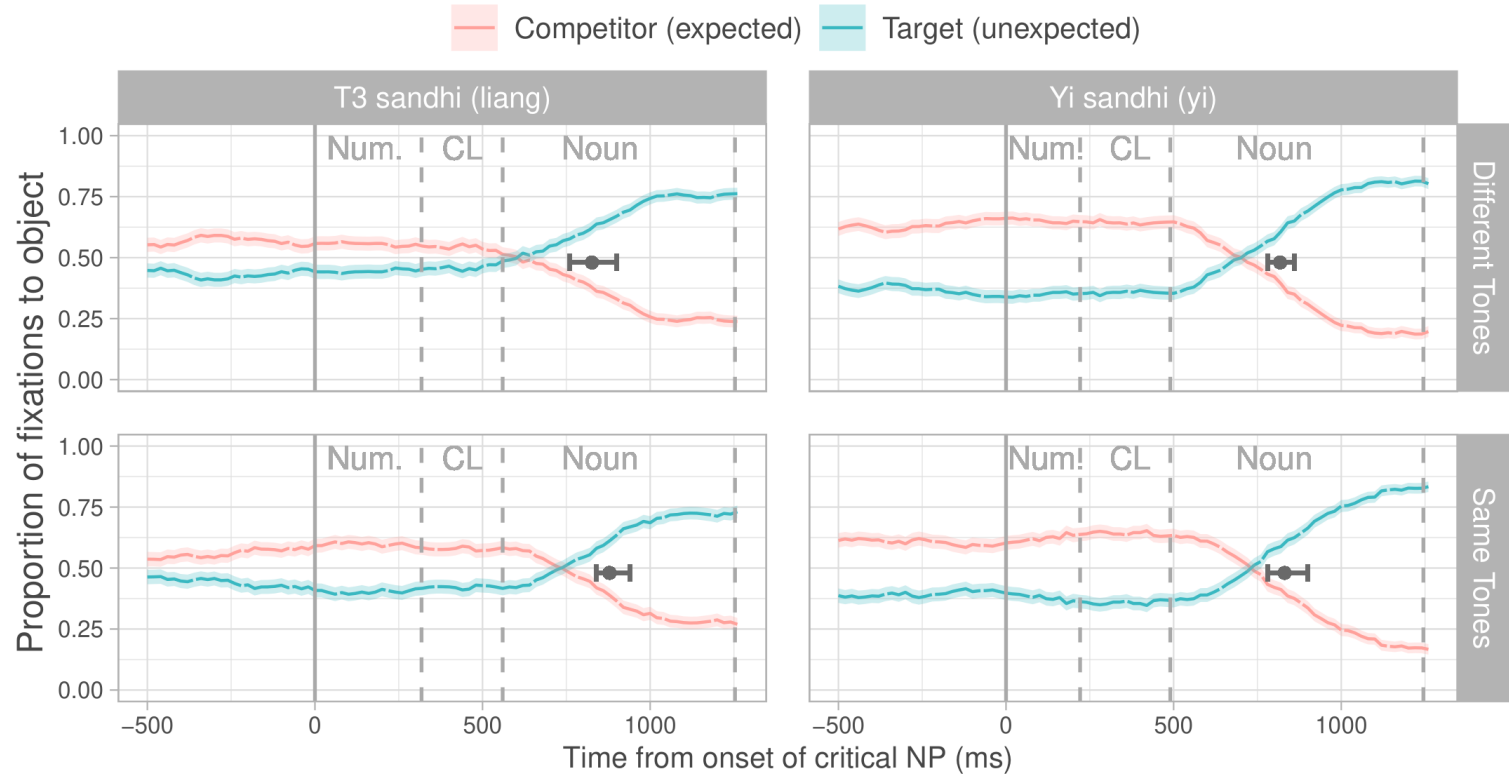 Competitor (expected) Target (unexpected)
T3 sandhi (liang) Yi sandhi (yi)
Proportion of fixations to object
1.00
0.75
0.50
0.25
0.00
Num. CL Noun
Num. CL Noun
Different Tones
1.00
0.75
0.50
0.25
0.00
Num. CL Noun
Num. CL Noun
Same Tones
−500 0 500 1000
−500 0 500 1000
Time from onset of critical NP (ms)